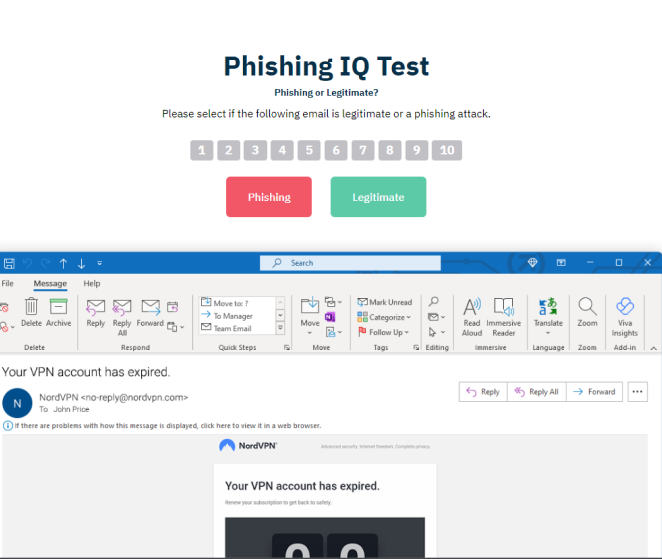 Phishing IQ Test
Phishing or Legitimate?
Please select if the following email is legitimate or a phishing attack.
1 2 3 4 5 6 7 8 9 10
Phishing Legitimate
Search
File Message Help
Delete Archive Reply Reply All Forward
Move to: ?
To Manager
Team Email
Move
Mark Unread
Categorize
Follow Up
Read Aloud Immersive Reader Translate Zoom Viva Insights
Delete Respond Quick Steps Move Tags Editing Immersive Language Zoom Add-in
Your VPN account has expired.
N
NordVPN <no-reply@nordvpn.com>
To John Price
Reply Reply All Forward
If there are problems with how this message is displayed, click here to view it in a web browser.
NordVPN Advanced security. Internet freedom. Complete privacy.
Your VPN account has expired.
Renew your subscription to get back to safety.
0 0